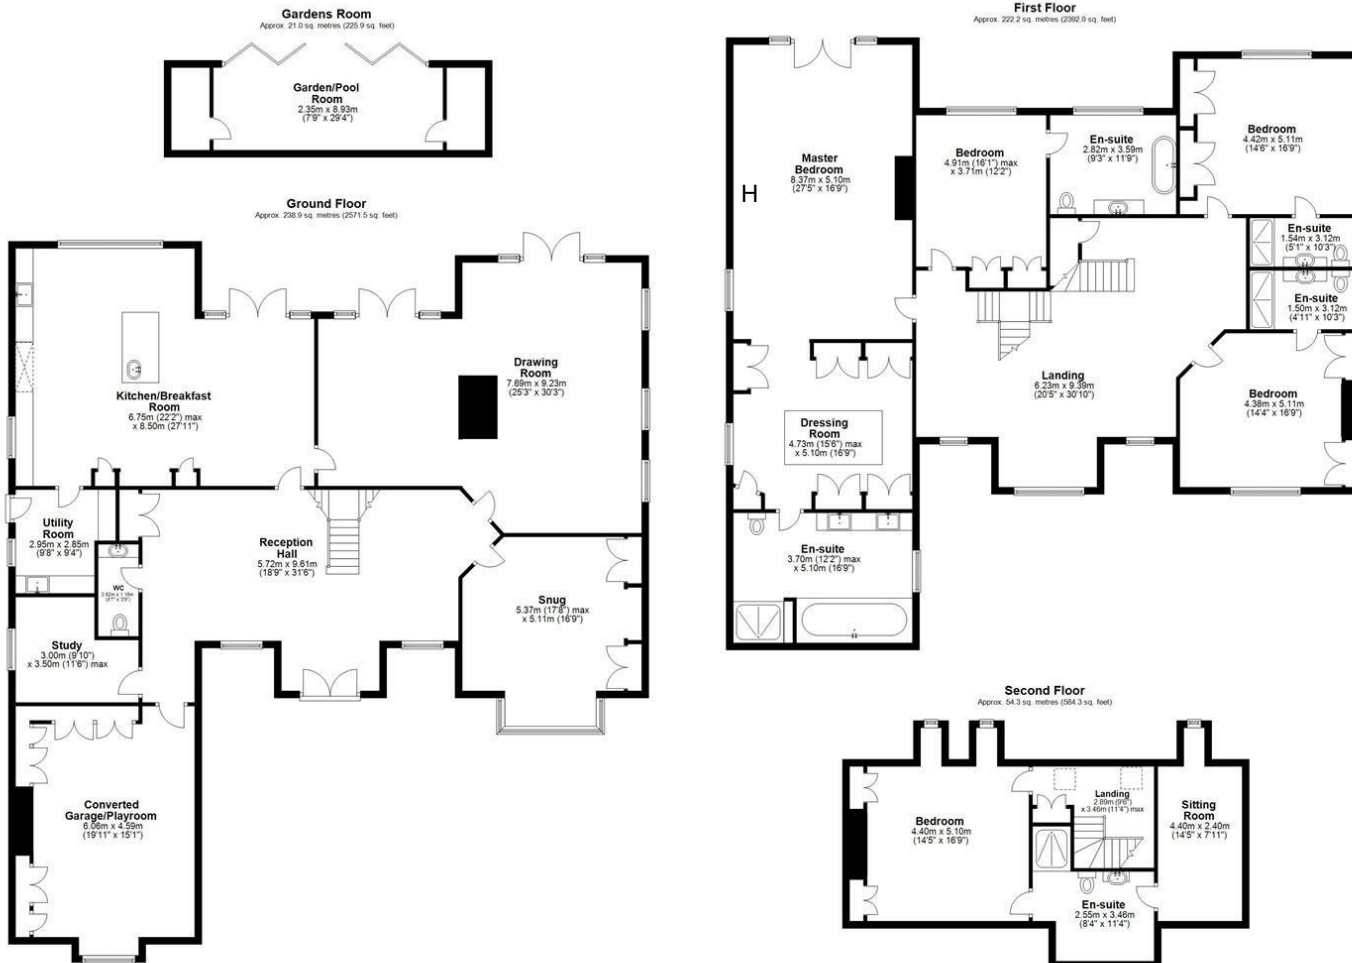 Gardens Room
Approx. 21.0 sq. metres (225.9 sq. feet)
Garden/Pool
Room
2.35m x 8.93m
(7'9" x 29'4")
Ground Floor
Approx. 238.9 sq. metres (2571.5 sq. feet)
Kitchen/Breakfast
Room
6.75m (22'2") max
x 8.50m (27'11")
Drawing
Room
7.69m x 9.23m
(25'3" x 30'3")
Utility
Room
2.95m x 2.85m
(9'8" x 9'4")
WC
Reception
Hall
5.72m x 9.61m
(18'9" x 31'6")
Snug
5.37m (17'8") max
x 5.11m (16'9")
Study
3.00m (9'10")
x 3.50m (11'6") max
Converted
Garage/Playroom
6.06m x 4.59m
(19'11" x 15'1")
First Floor
Approx. 222.2 sq. metres (2392.0 sq. feet)
Master
Bedroom
8.37m x 5.10m
(27'5" x 16'9")
H
Bedroom
4.91m (16'1") max
x 3.71m (12'2")
En-suite
2.82m x 3.59m
(9'3" x 11'9")
Bedroom
4.42m x 5.11m
(14'6" x 16'9")
En-suite
1.54m x 3.12m
(5'1" x 10'3")
En-suite
1.50m x 3.12m
(4'11" x 10'3")
Landing
6.23m x 9.39m
(20'5" x 30'10")
Bedroom
4.38m x 5.11m
(14'4" x 16'9")
Dressing
Room
4.73m (15'6") max
x 5.10m (16'9")
En-suite
3.70m (12'2") max
x 5.10m (16'9")
Second Floor
Approx. 54.3 sq. metres (584.3 sq. feet)
Bedroom
4.40m x 5.10m
(14'5" x 16'9")
Landing
2.89m (9'6")
x 3.46m (11'4") max
Sitting
Room
4.40m x 2.40m
(14'5" x 7'11")
En-suite
2.55m x 3.46m
(8'4" x 11'4")